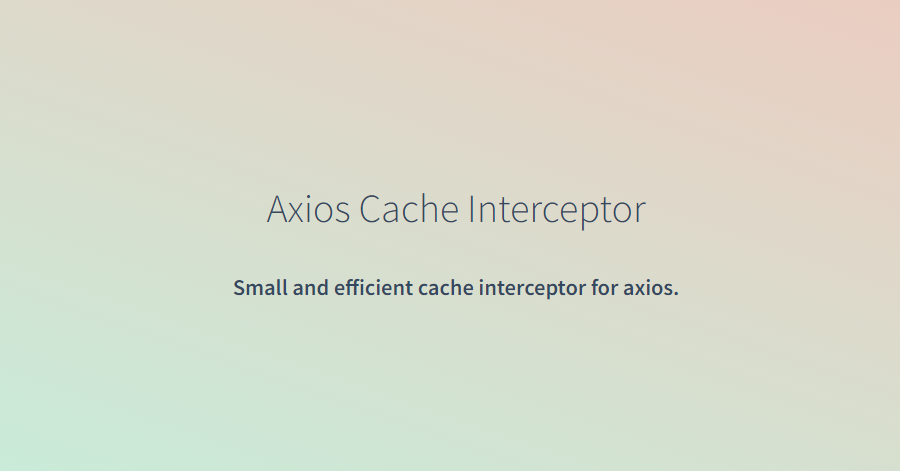 Axios Cache Interceptor
Small and efficient cache interceptor for axios.